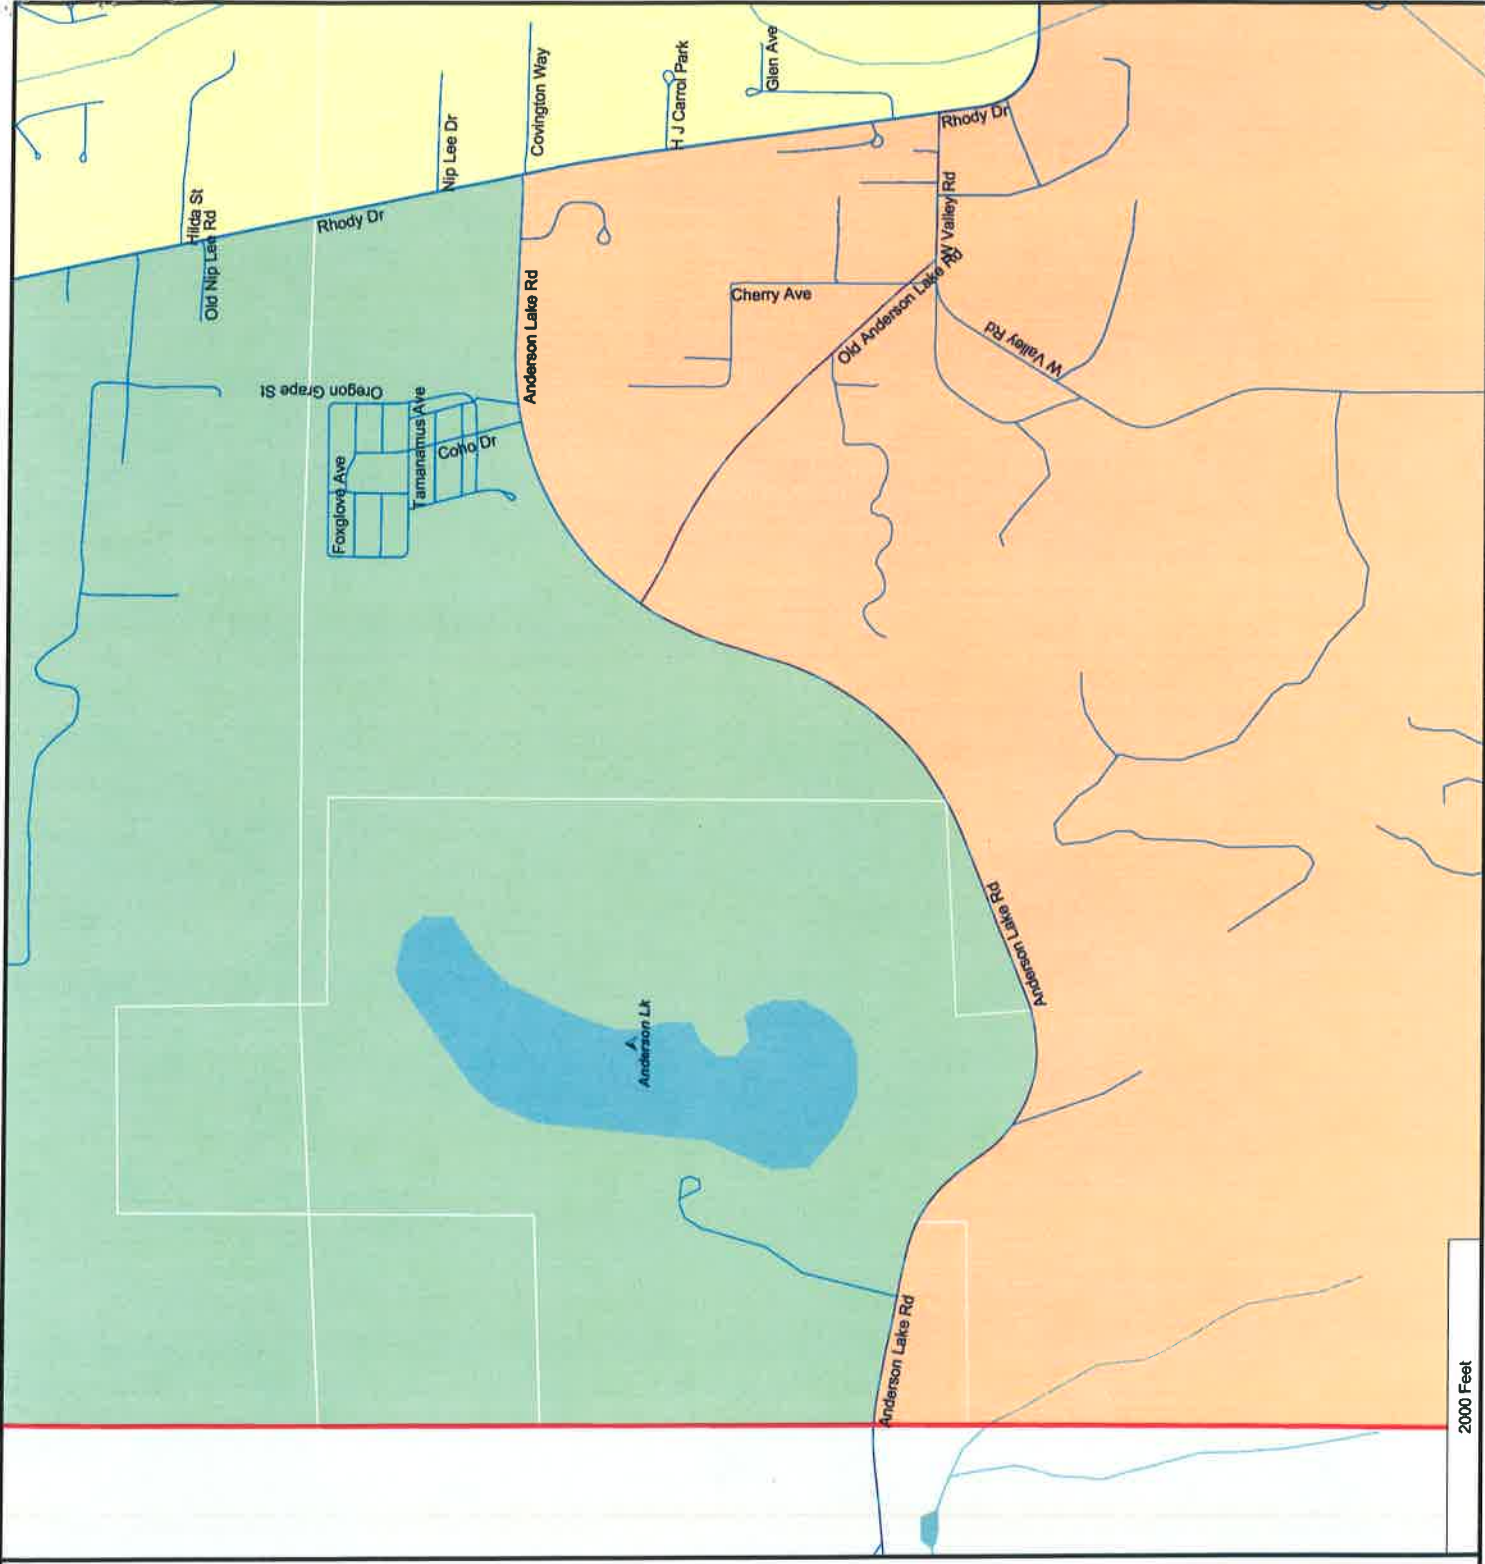 Glen Ave
H J Carrol Park
Covington Way
Nip Lee Dr
Hilda St
Old Nip Lee Rd
Rhody Dr
Rhody Dr
W Valley Rd
Anderson Lake Rd
Cherry Ave
Old Anderson Lake Rd
W Valley Rd
Oregon Grape St
Tamanamus Ave
Coho Dr
Foxglove Ave
Anderson Lake Rd
Anderson Lk
Anderson Lake Rd
2000 Feet